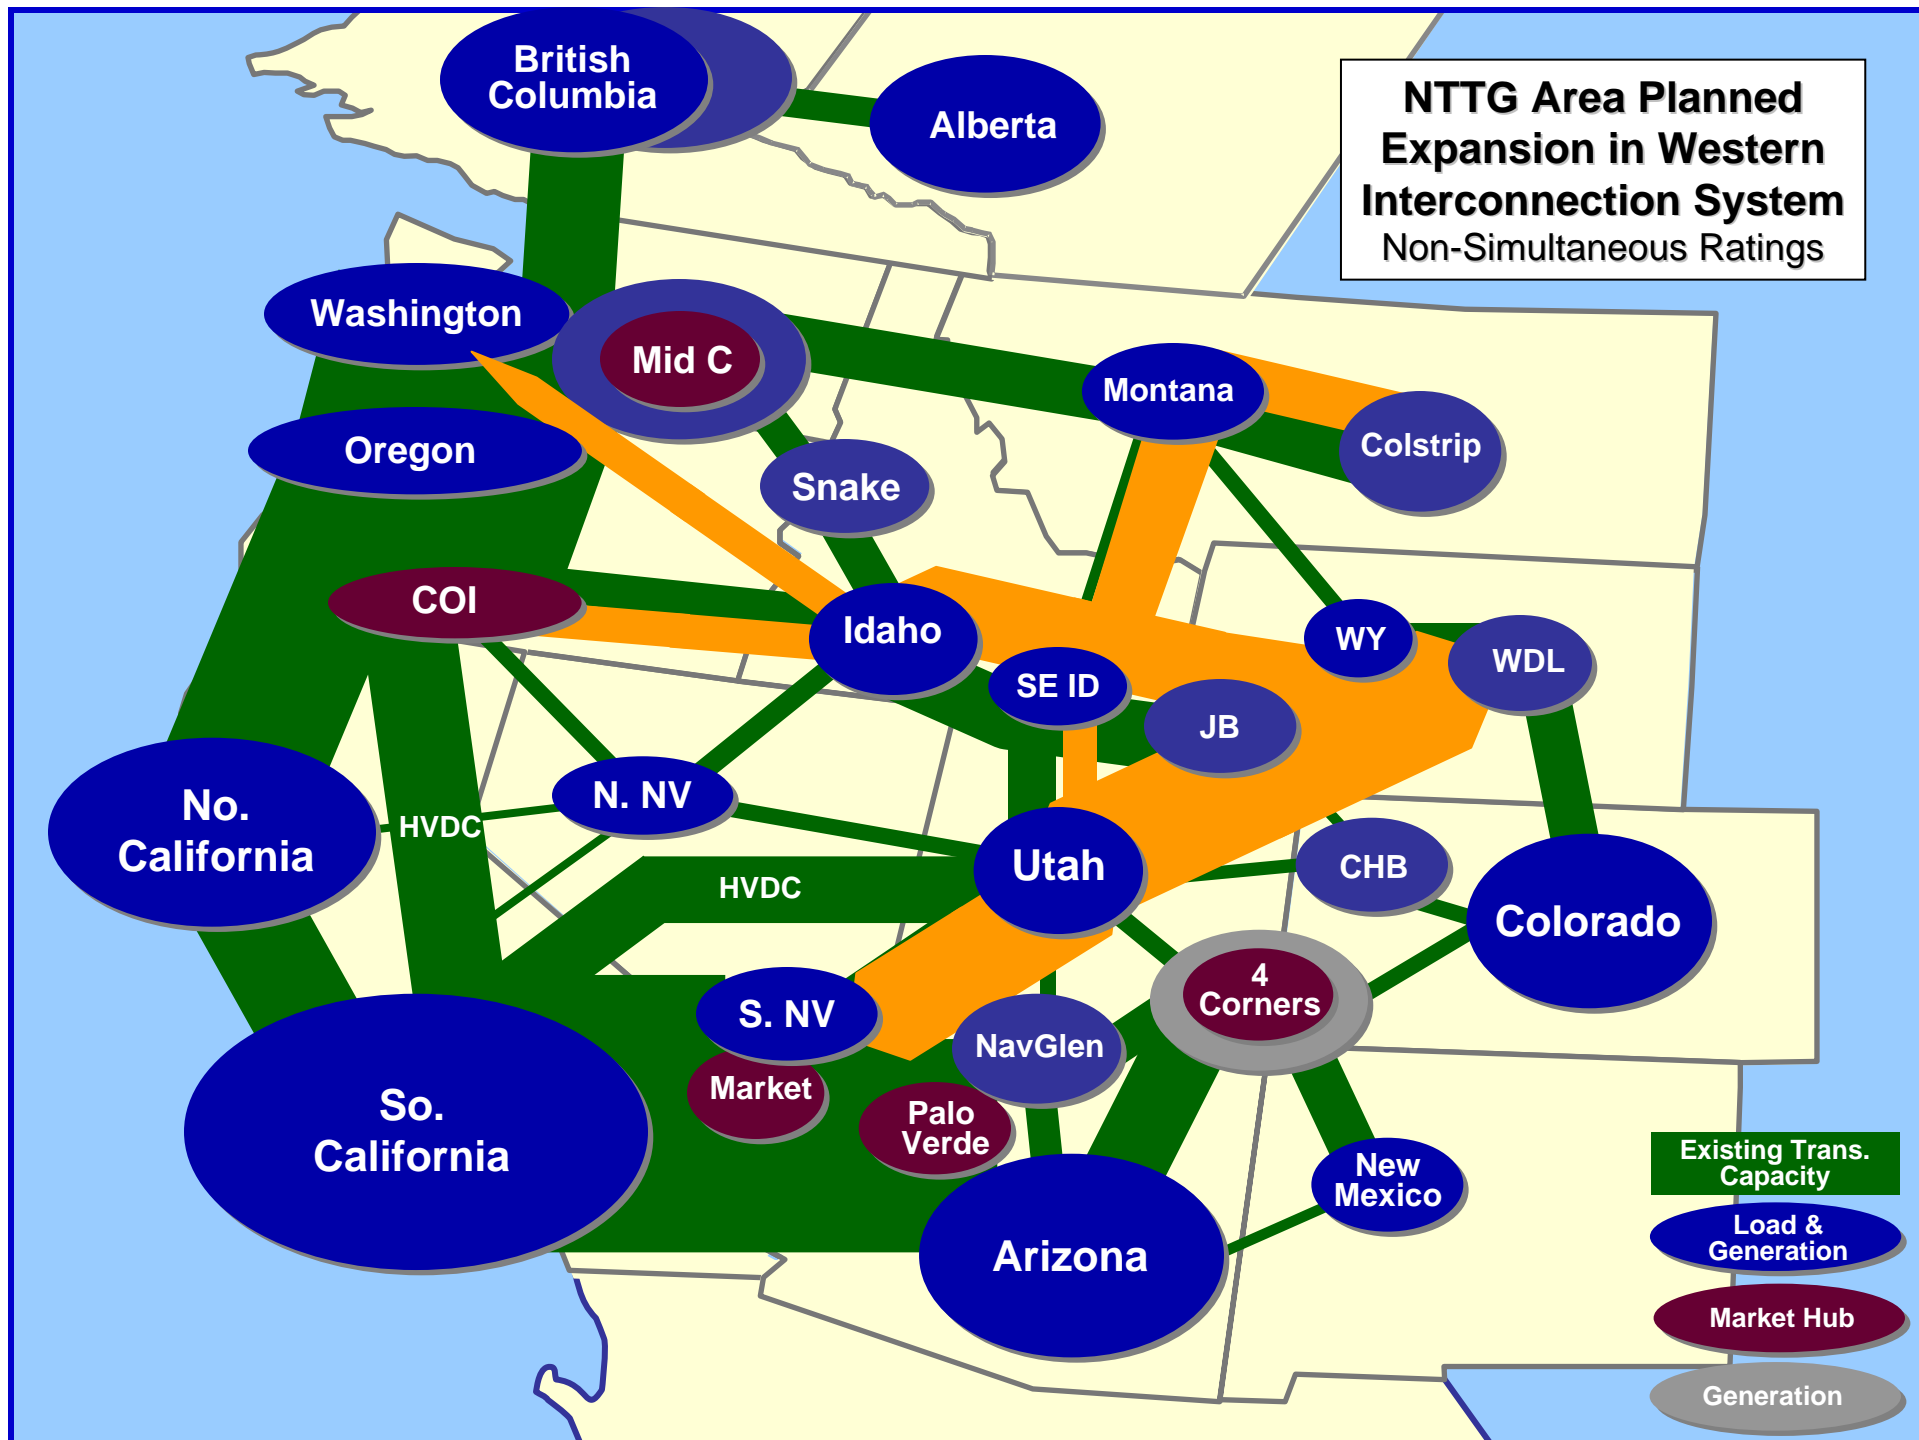 British
Columbia
Alberta
NTTG Area Planned
Expansion in Western
Interconnection System
Non-Simultaneous Ratings
Washington
Mid C
Montana
Oregon
Colstrip
Snake
COI
Idaho
WY
WDL
SE ID
JB
N. NV
No.
California
HVDC
Utah
CHB
HVDC
Colorado
4
Corners
S. NV
NavGlen
Market
Palo
Verde
So.
California
New
Mexico
Arizona
Existing Trans.
Capacity
Load &
Generation
Market Hub
Generation